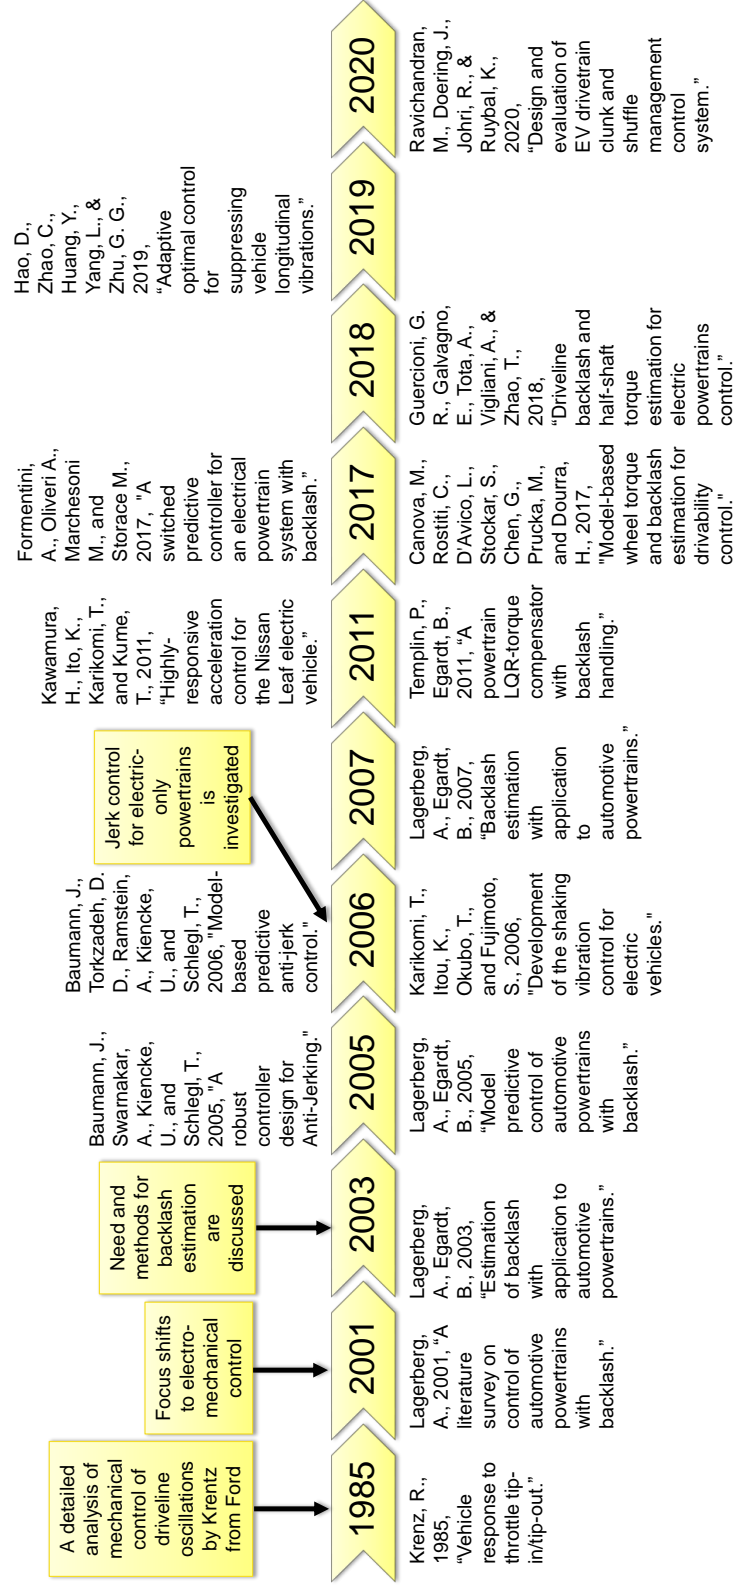 A detailed
analysis of
mechanical
control of
driveline
oscillations
by Krentz
from Ford
1985
Krenz, R.,
1985,
“Vehicle
response to
throttle tip-
in/tip-out.”
Focus shifts
to electro-
mechanical
control
2001
Lagerberg,
A., 2001, “A
literature
survey on
control of
automotive
powertrains
with
backlash.”
Need and
methods for
backlash
estimation
are
discussed
2003
Lagerberg,
A., Egardt,
B., 2003,
“Estimation
of backlash
with
application to
automotive
powertrains.”
Baumann, J.,
Swarnakar,
A., Kiencke,
U., and
Schlegl, T.,
2005, "A
robust
controller
design for
Anti-Jerking."
2005
Lagerberg,
A., Egardt,
B., 2005,
“Model
predictive
control of
automotive
powertrains
with
backlash.”
Baumann, J.,
Torkzadeh, D.
D., Ramstein,
A., Kiencke,
U., and
Schlegl, T.,
2006, "Model-
based
predictive
anti-jerk
control."
2006
Karikomi, T.,
Itou, K.,
Okubo, T.,
and Fujimoto,
S., 2006,
"Development
of the shaking
vibration
control for
electric
vehicles."
Jerk control
for electric-
only
powertrains
is
investigated
2007
Lagerberg,
A., Egardt,
B., 2007,
“Backlash
estimation
with
application
to
automotive
powertrains.”
Kawamura,
H., Ito, K.,
Karikomi, T.,
and Kume,
T., 2011,
“Highly-
responsive
acceleration
control for
the Nissan
Leaf electric
vehicle.”
2011
Templin, P.,
Egardt, B.,
2011, “A
powertrain
LQR-torque
compensator
with
backlash
handling.”
Formentini,
A., Oliveri A.,
Marchesoni
M., and
Storace M.,
2017, "A
switched
predictive
controller for
an electrical
powertrain
system with
backlash.”
2017
Canova, M.,
Rostiti, C.,
D’Avico, L.,
Stockar, S.,
Chen, G.,
Prucka, M.,
and Dourra,
H., 2017,
"Model-based
wheel torque
and backlash
estimation for
drivability
control."
2018
Guercioni, G.
R., Galvagno,
E., Tota, A.,
Vigliani, A., &
Zhao, T.,
2018,
“Driveline
backlash and
half-shaft
torque
estimation for
electric
powertrains
control.”
Hao, D.,
Zhao, C.,
Huang, Y.,
Yang, L., &
Zhu, G. G.,
2019,
“Adaptive
optimal control
for
suppressing
vehicle
longitudinal
vibrations.”
2019
2020
Ravichandran,
M., Doering, J.,
Johri, R., &
Ruybal, K.,
2020,
“Design and
evaluation of
EV drivetrain
clunk and
shuffle
management
control
system.”